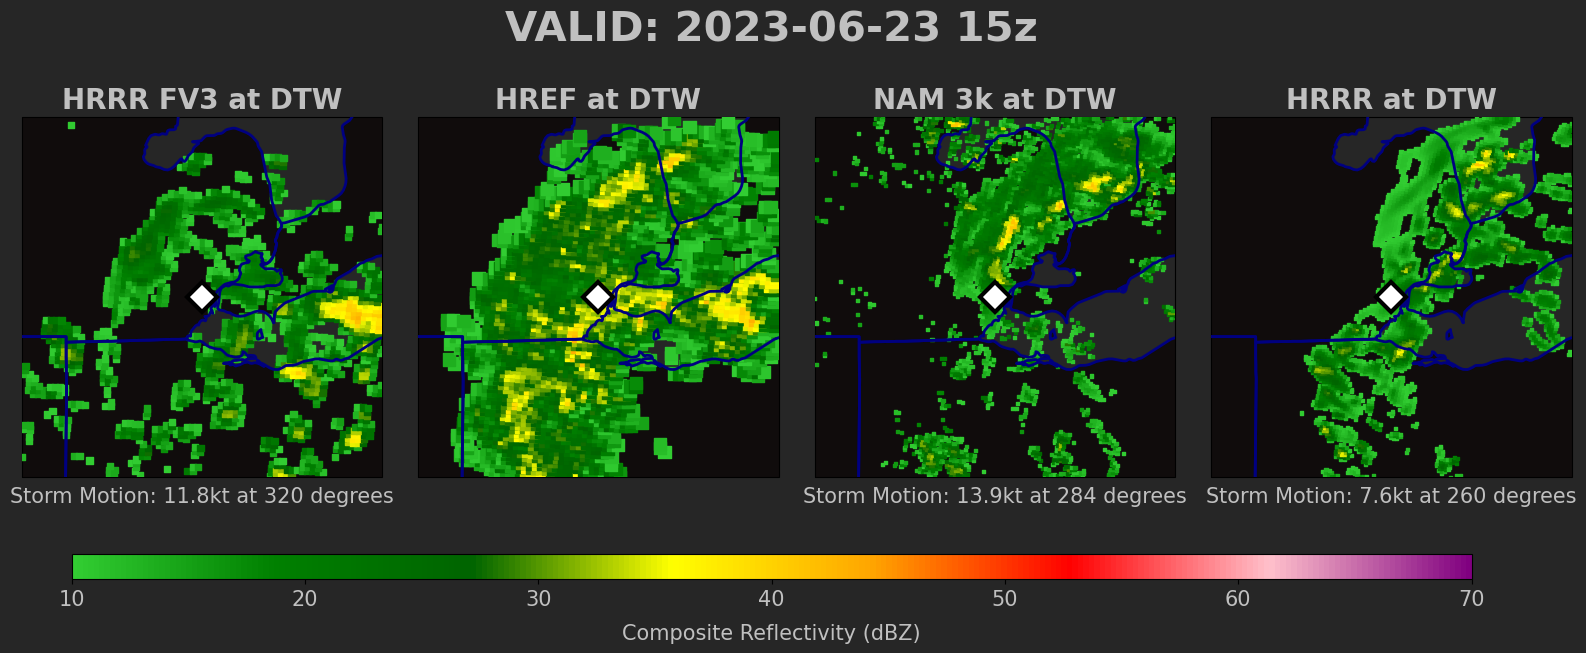 VALID: 2023-06-23 15z
HRRR FV3 at DTW
HREF at DTW
NAM 3k at DTW
HRRR at DTW
Storm Motion: 11.8kt at 320 degrees
Storm Motion: 13.9kt at 284 degrees
Storm Motion: 7.6kt at 260 degrees
10 20 30 40 50 60 70
Composite Reflectivity (dBZ)